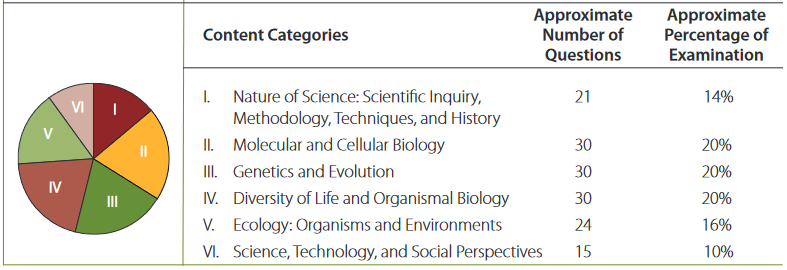 Content Categories
Approximate
Number of
Questions
Approximate
Percentage of
Examination
I. Nature of Science: Scientific Inquiry,
Methodology, Techniques, and History
21
14%
II. Molecular and Cellular Biology 30 20%
III. Genetics and Evolution 30 20%
IV. Diversity of Life and Organismal Biology 30 20%
V. Ecology: Organisms and Environments 24 16%
VI. Science, Technology, and Social Perspectives 15 10%
I
II
III
IV
V
VI